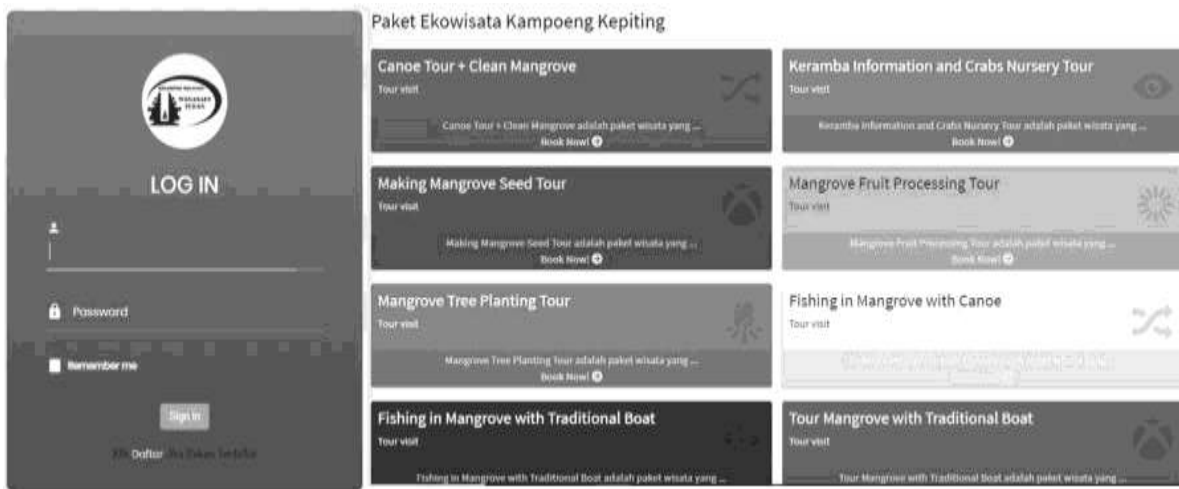 LOG IN
Password
Remember me
Sign In
Daftar
Paket Ekowisata Kampoeng Kepiting
Canoe Tour + Clean Mangrove
Tour visit
Canoe Tour + Clean Mangrove adalah paket wisata yang ...
Book Now!
Keramba Information and Crabs Nursery Tour
Tour visit
Keramba Information and Crabs Nursery Tour adalah paket wisata yang ...
Book Now!
Making Mangrove Seed Tour
Tour visit
Making Mangrove Seed Tour adalah paket wisata yang ...
Book Now!
Mangrove Fruit Processing Tour
Tour visit
Mangrove Fruit Processing Tour adalah paket wisata yang ...
Book Now!
Mangrove Tree Planting Tour
Tour visit
Mangrove Tree Planting Tour adalah paket wisata yang ...
Book Now!
Fishing in Mangrove with Canoe
Tour visit
Fishing in Mangrove with Traditional Boat
Tour visit
Fishing in Mangrove with Traditional Boat adalah paket wisata yang ...
Tour Mangrove with Traditional Boat
Tour visit
Tour Mangrove with Traditional Boat adalah paket wisata yang ...